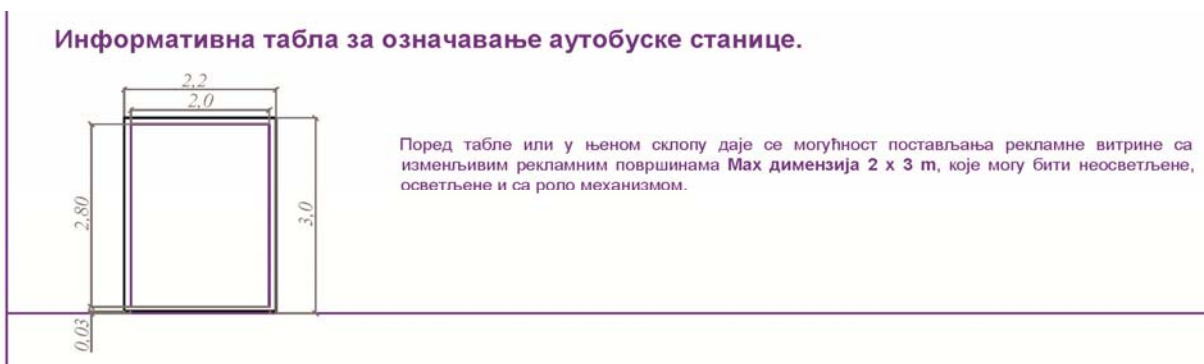 Информативна табла за означавање аутобуске станице.
2,2
2,0
Поред табле или у њеном склопу даје се могућност постављања рекламне витрине са
изменљивим рекламним површинама Max димензија 2 x 3 m, које могу бити неосветљене,
осветљене и са роло механизмом.
2,80
3,0
0,03